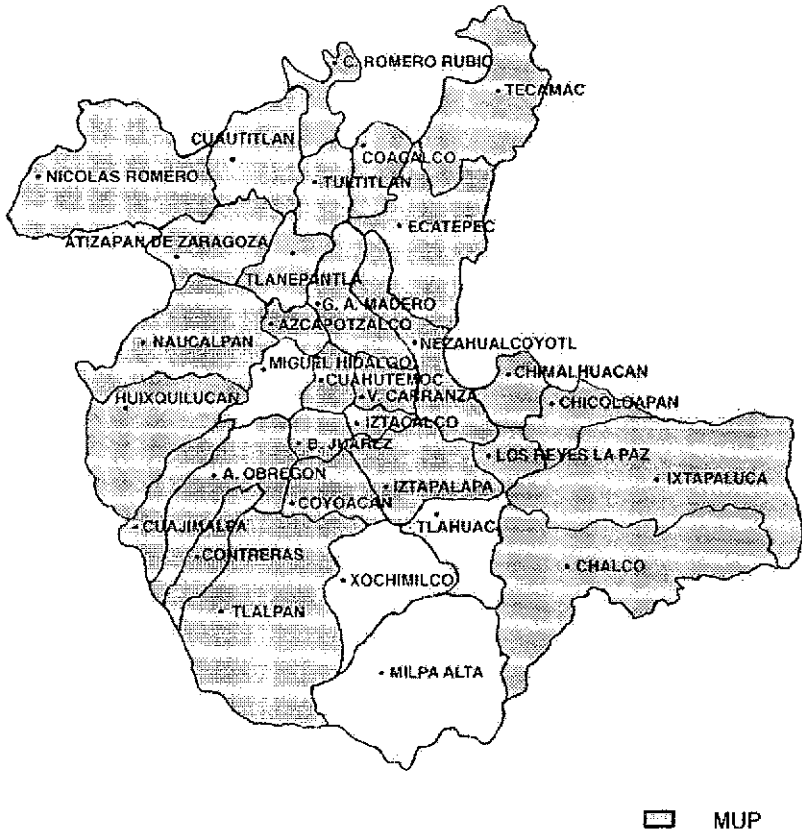 C. ROMERO RUBIO
TECAMAC
CUAUTITLAN
COACALCO
NICOLAS ROMERO
TULTITLAN
ECATEPEC
ATIZAPAN DE ZARAGOZA
TLANEPANTLA
G. A. MADERO
AZCAPOTZALCO
NAUCALPAN
NEZAHUALCOYOTL
MIGUEL HIDALGO
CHIMALHUACAN
CUAHUTEMOC
HUIXQUILUCAN
V. CARRANZA
CHICOLOAPAN
IZTACALCO
B. JUAREZ
LOS REYES LA PAZ
A. OBREGON
IXTAPALUCA
IZTAPALAPA
COYOACAN
TLAHUAC
CUAJIMALPA
CONTRERAS
CHALCO
XOCHIMILCO
TLALPAN
MILPA ALTA
MUP